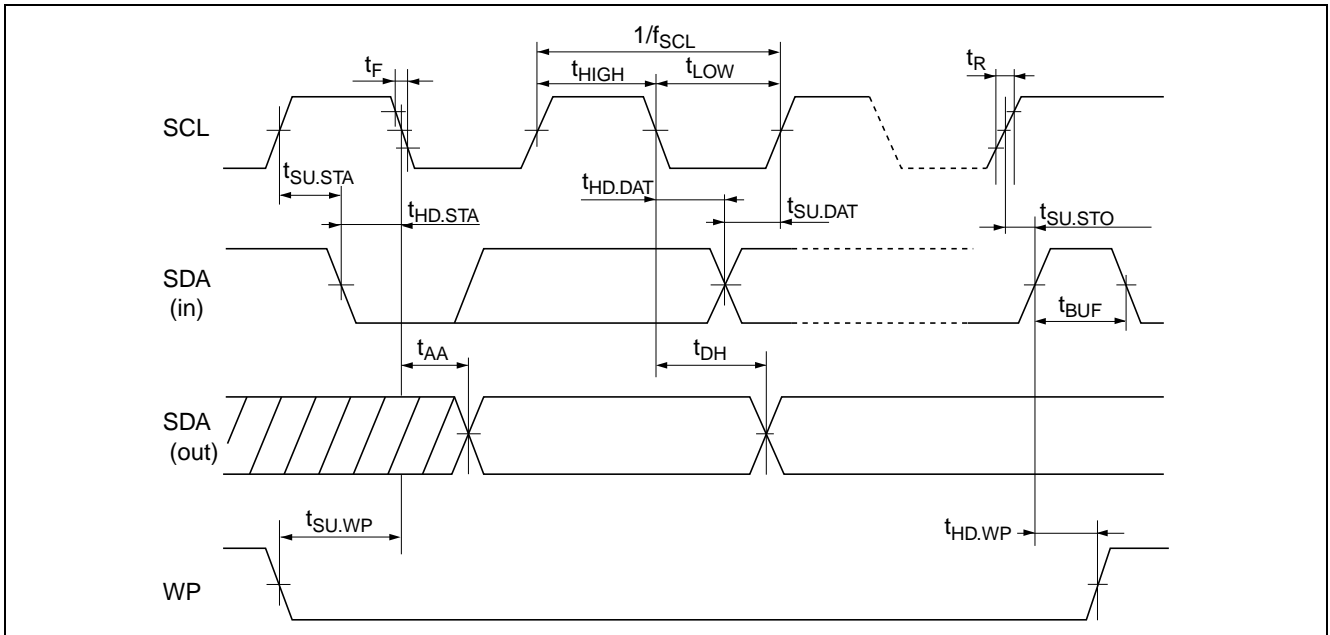 1/fSCL
tF
tHIGH
tLOW
tR
SCL
tSU.STA
tHD.STA
tHD.DAT
tSU.DAT
tSU.STO
SDA
(in)
tBUF
tAA
tDH
SDA
(out)
tSU.WP
tHD.WP
WP